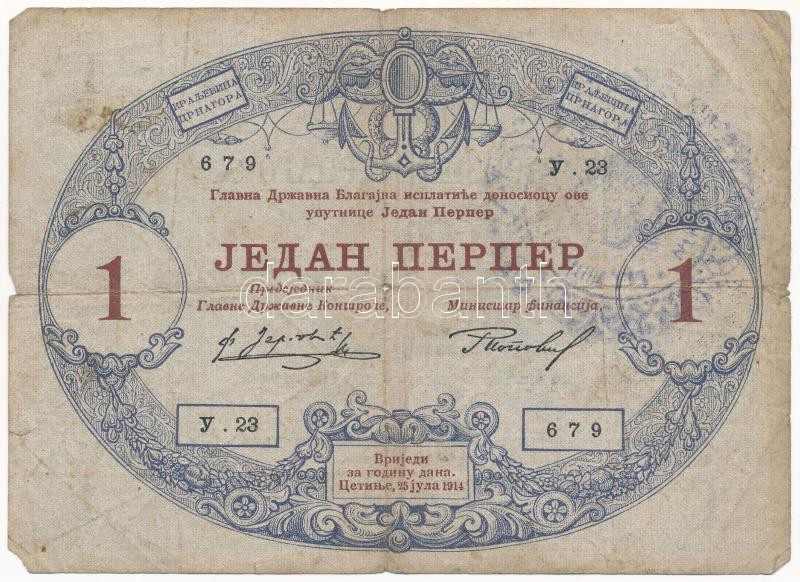 КРАЉЕВИНА
ЦРНАГОРА
КРАЉЕВИНА
ЦРНАГОРА
679
У . 23
Главна Државна Благајна исплатиће доносиоцу ове
упутнице Један Перпер
ЈЕДАН ПЕРПЕР
1
1
Предсједник
Главне Државне Контроле,
Министар финансија,
У . 23
679
Вриједи
за годину дана.
Цетиње, 25 јула 1914
darabanth